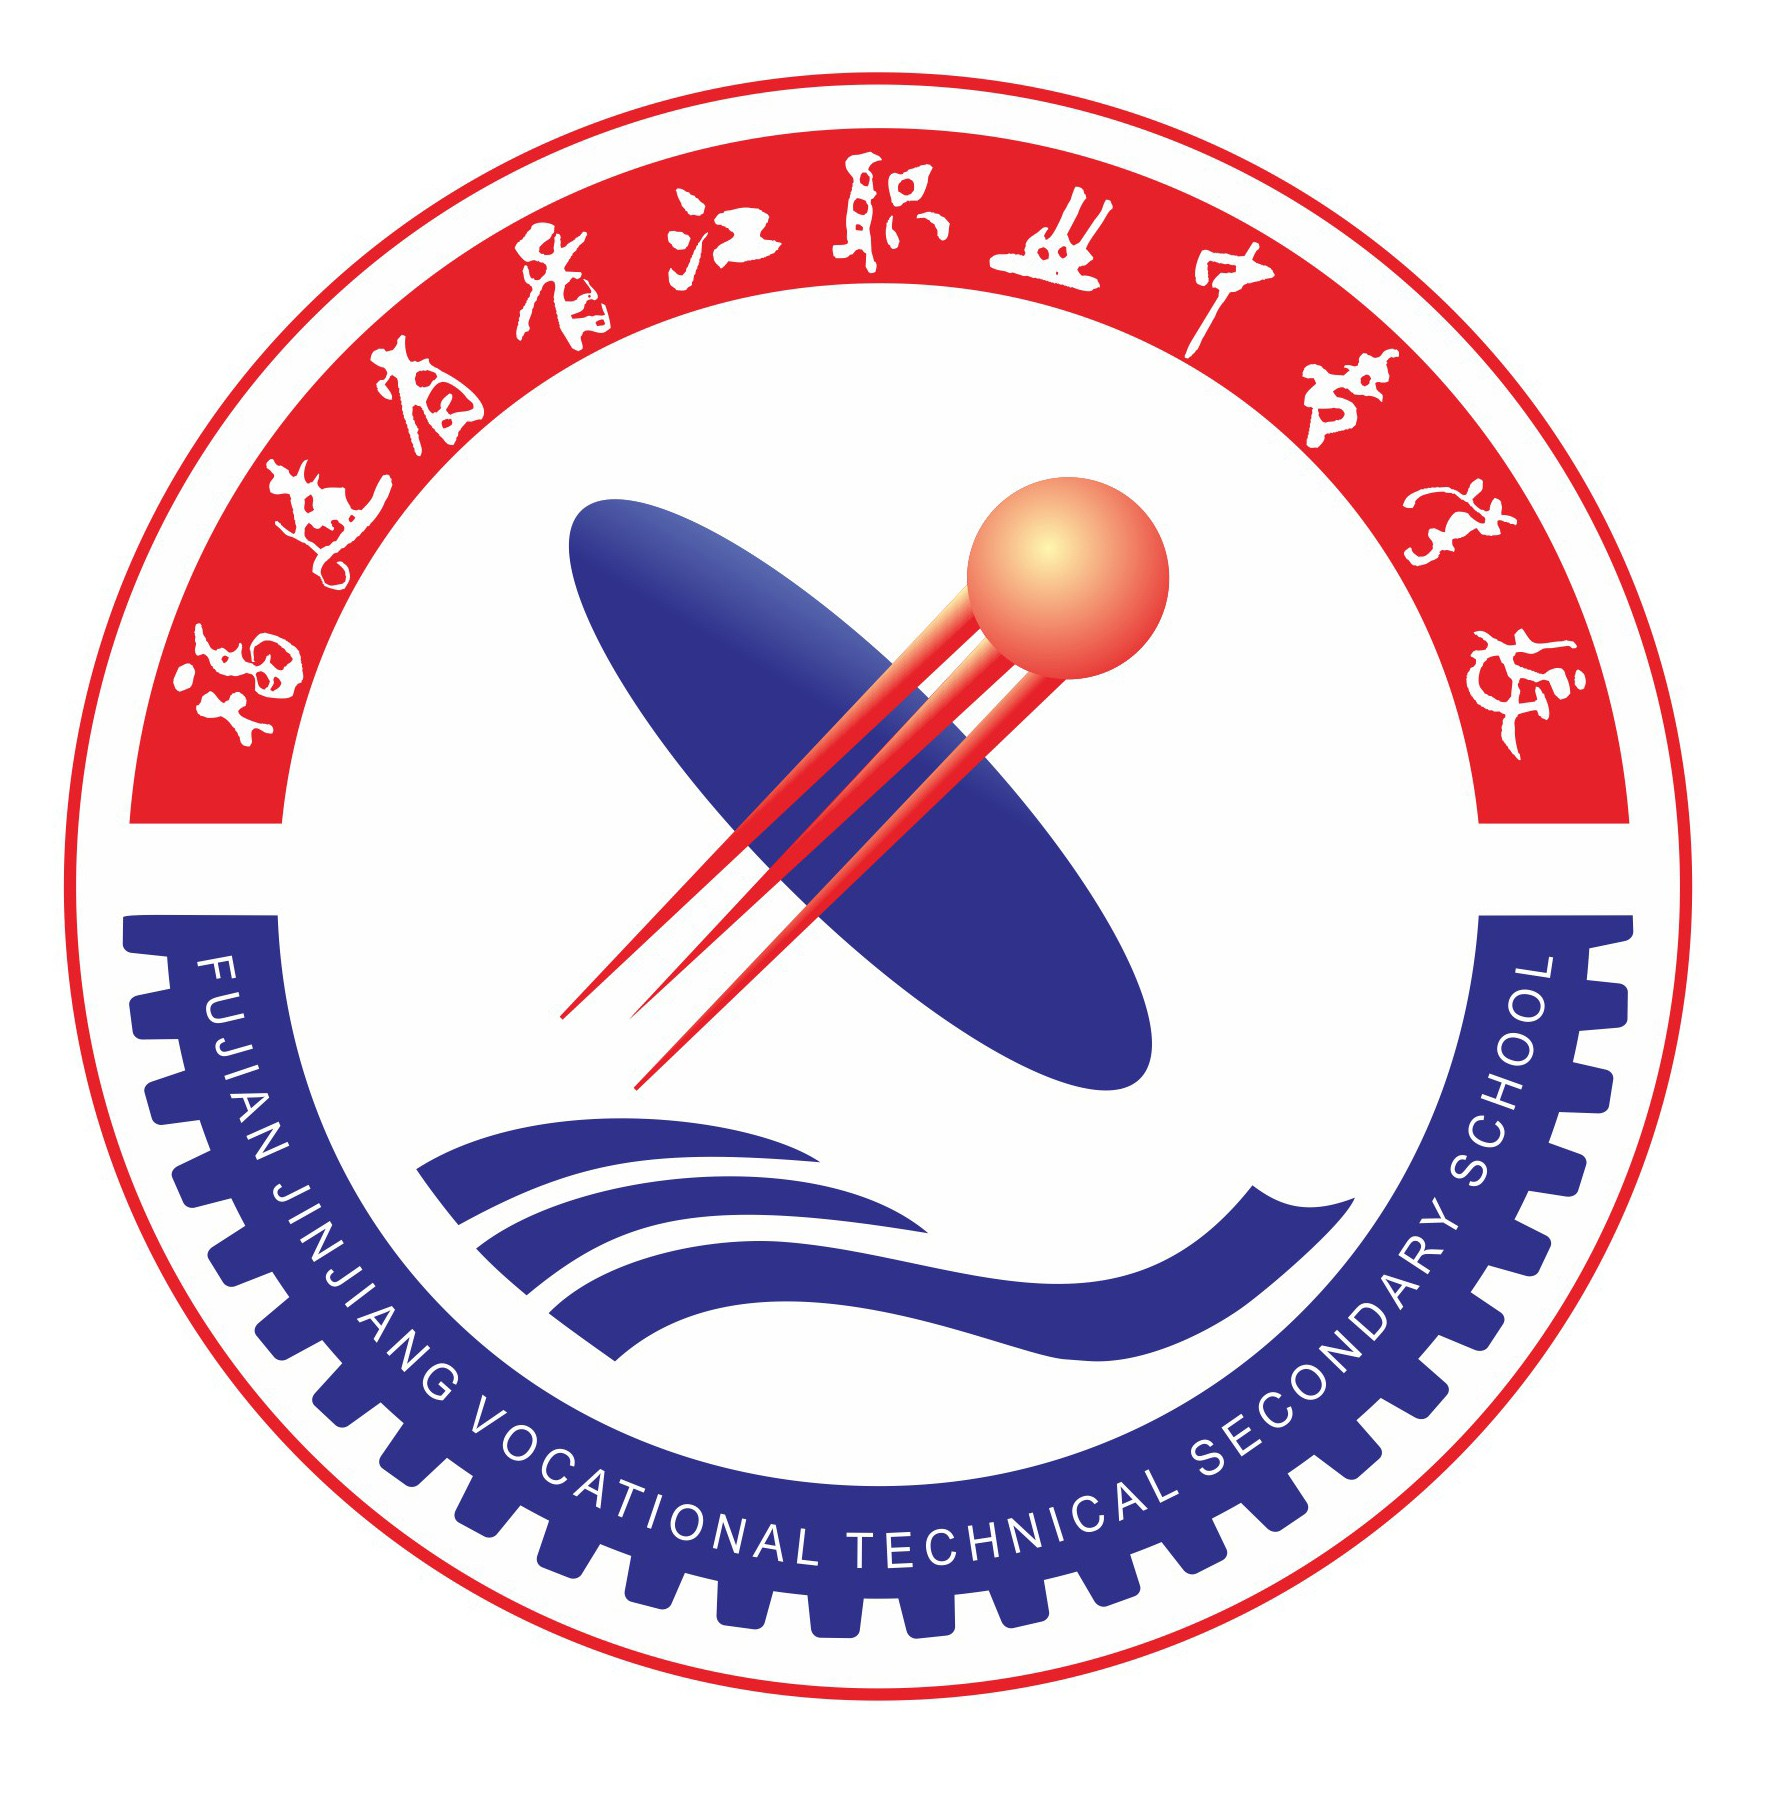 福建省晋江职业中专学校
FUJIAN JINJIANG VOCATIONAL TECHNICAL SECONDARY SCHOOL